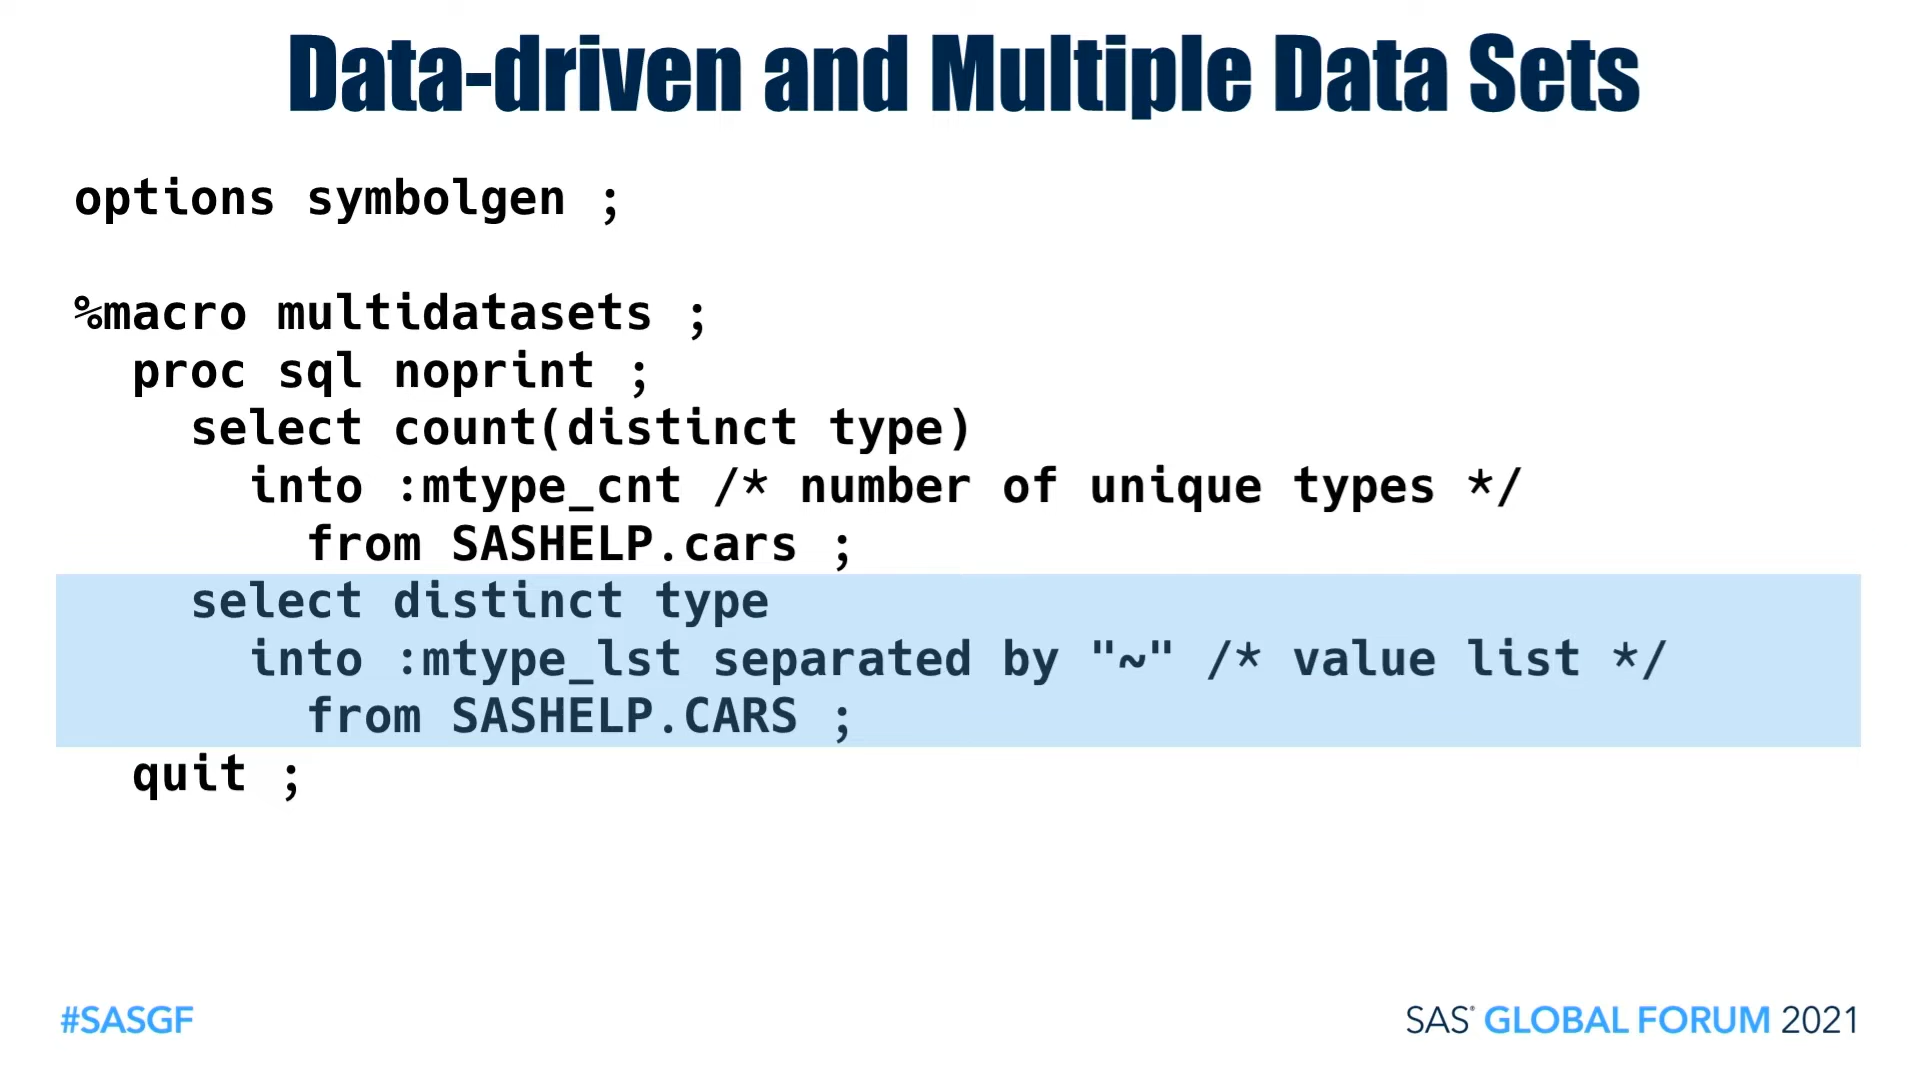 Data-driven and Multiple Data Sets
options symbolgen ;
%macro multidatasets ;
proc sql noprint ;
select count(distinct type)
into :mtype_cnt /* number of unique types */
from SASHELP.cars ;
select distinct type
into :mtype_lst separated by "~" /* value list */
from SASHELP.CARS ;
quit ;
#SASGF
SAS® GLOBAL FORUM 2021